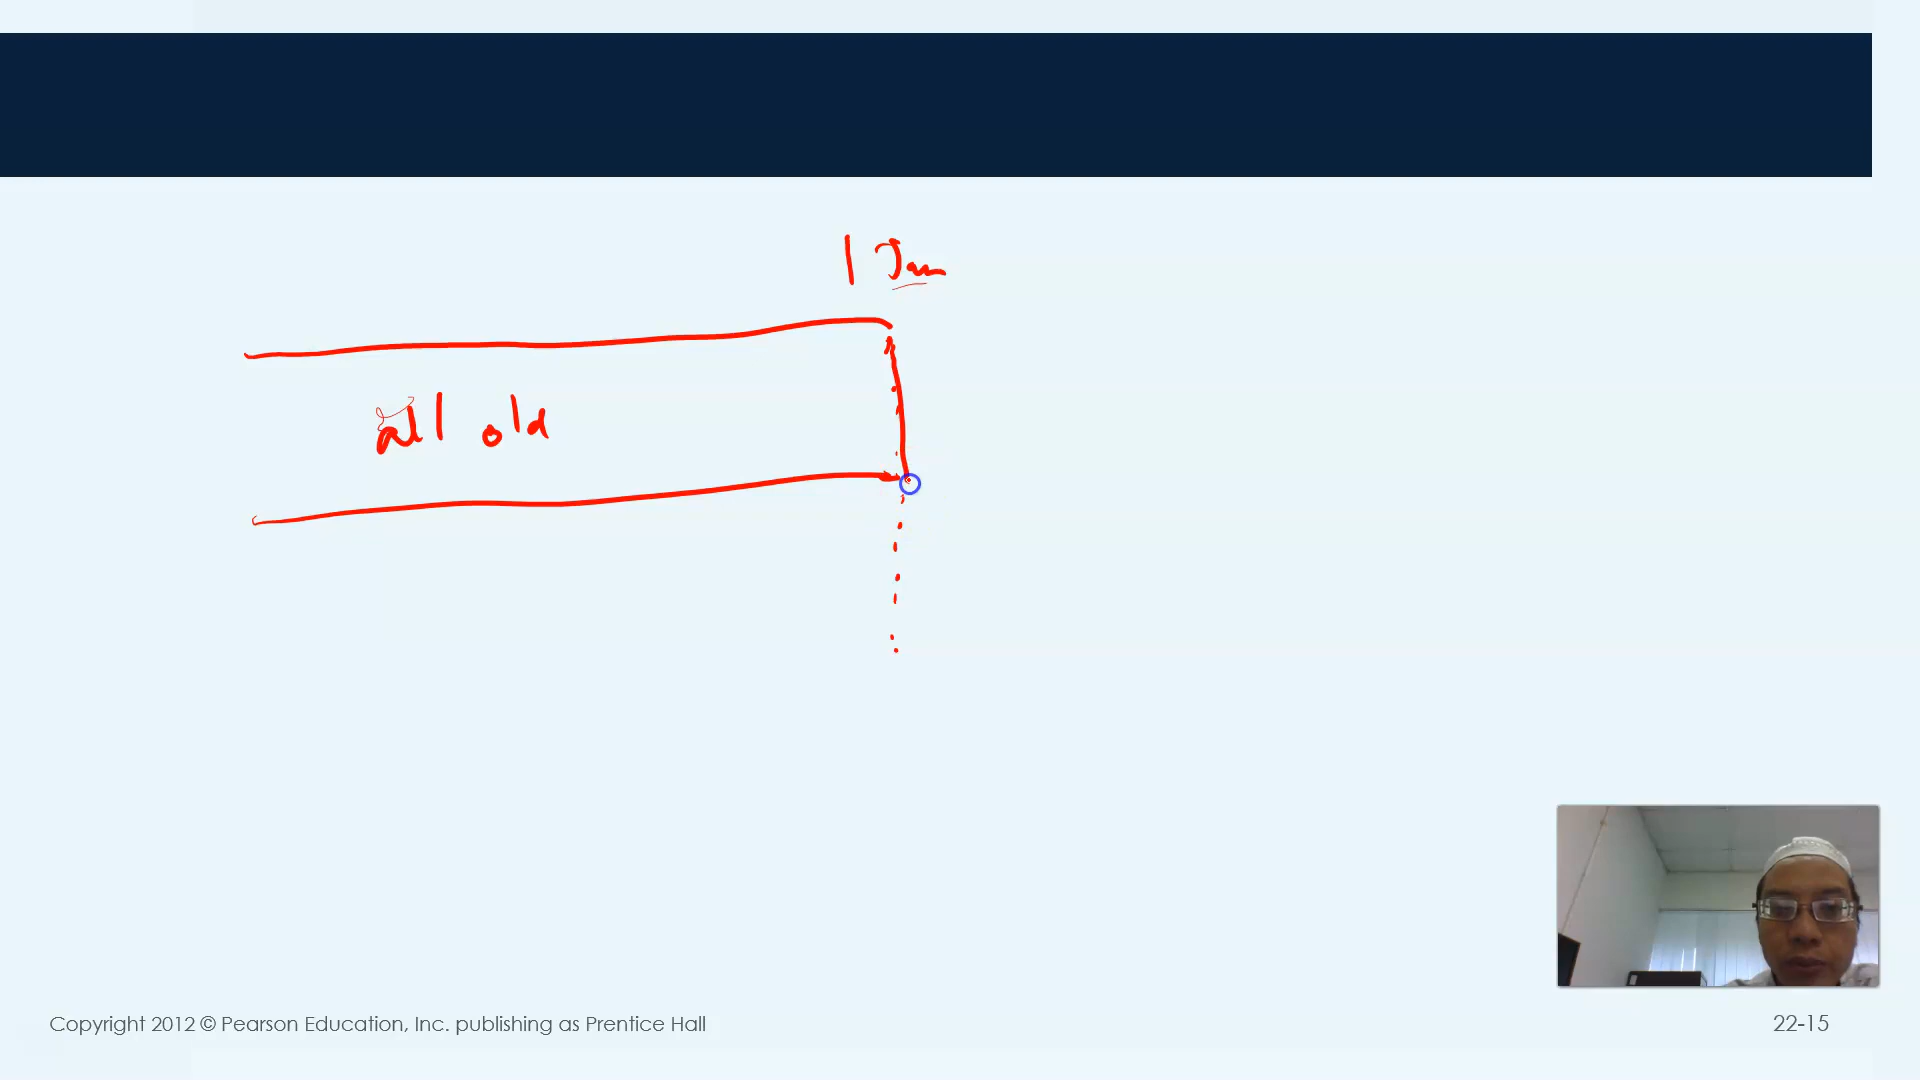 1 Jan
all old
Copyright 2012 © Pearson Education, Inc. publishing as Prentice Hall
22-15